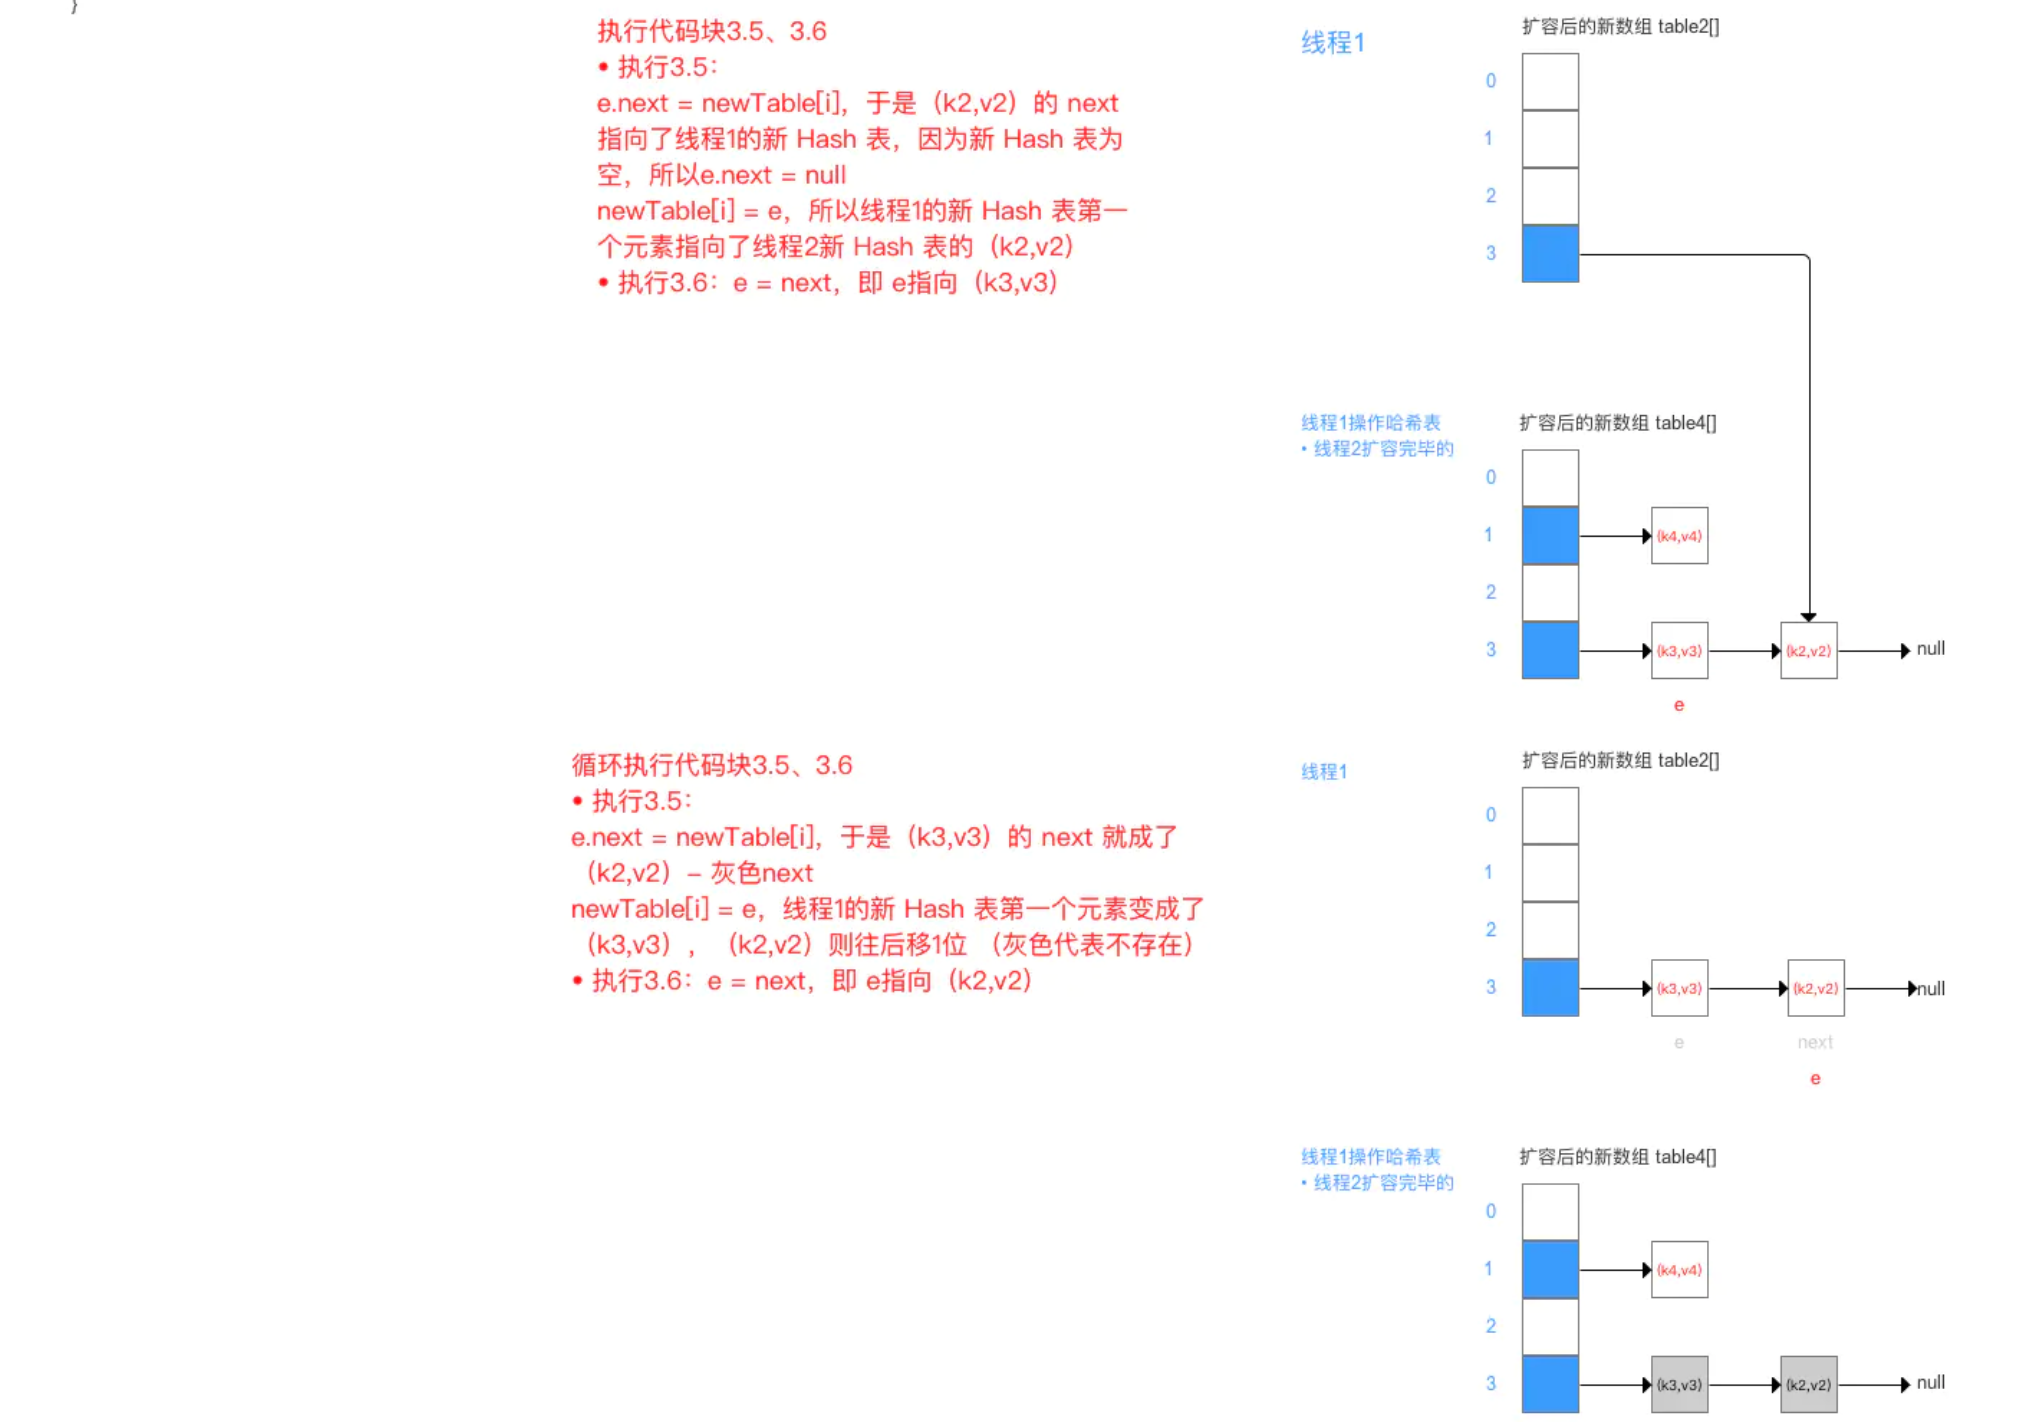 }
执行代码块3.5、3.6
• 执行3.5：
e.next = newTable[i]，于是（k2,v2）的 next
指向了线程1的新 Hash 表，因为新 Hash 表为
空，所以e.next = null
newTable[i] = e，所以线程1的新 Hash 表第一
个元素指向了线程2新 Hash 表的（k2,v2）
• 执行3.6：e = next，即 e指向（k3,v3）
线程1
扩容后的新数组 table2[]
0
1
2
3
线程1操作哈希表
• 线程2扩容完毕的
扩容后的新数组 table4[]
0
1
(k4,v4)
2
3
(k3,v3)
(k2,v2)
null
e
循环执行代码块3.5、3.6
• 执行3.5：
e.next = newTable[i]，于是（k3,v3）的 next 就成了
（k2,v2）– 灰色next
newTable[i] = e，线程1的新 Hash 表第一个元素变成了
（k3,v3），（k2,v2）则往后移1位 （灰色代表不存在）
• 执行3.6：e = next，即 e指向（k2,v2）
线程1
扩容后的新数组 table2[]
0
1
2
3
(k3,v3)
(k2,v2)
null
e
next
e
线程1操作哈希表
• 线程2扩容完毕的
扩容后的新数组 table4[]
0
1
(k4,v4)
2
3
(k3,v3)
(k2,v2)
null